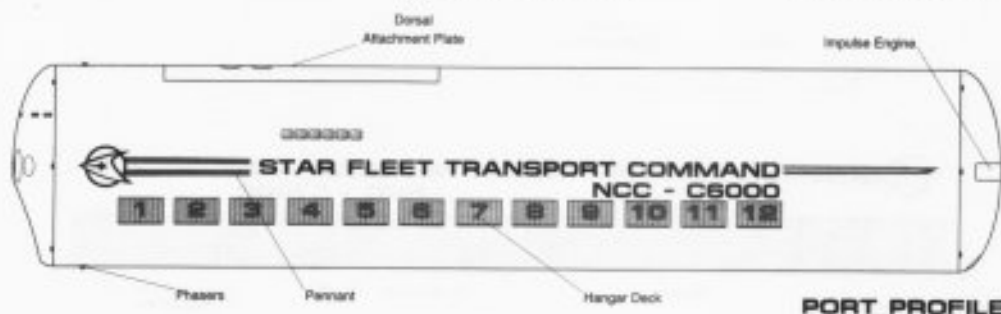 Dorsal
Attachment Plate
Impulse Engine
STAR FLEET TRANSPORT COMMAND
NCC - C6000
1 2 3 4 5 6 7 8 9 10 11 12
Phasers
Pennant
Hangar Deck
PORT PROFILE